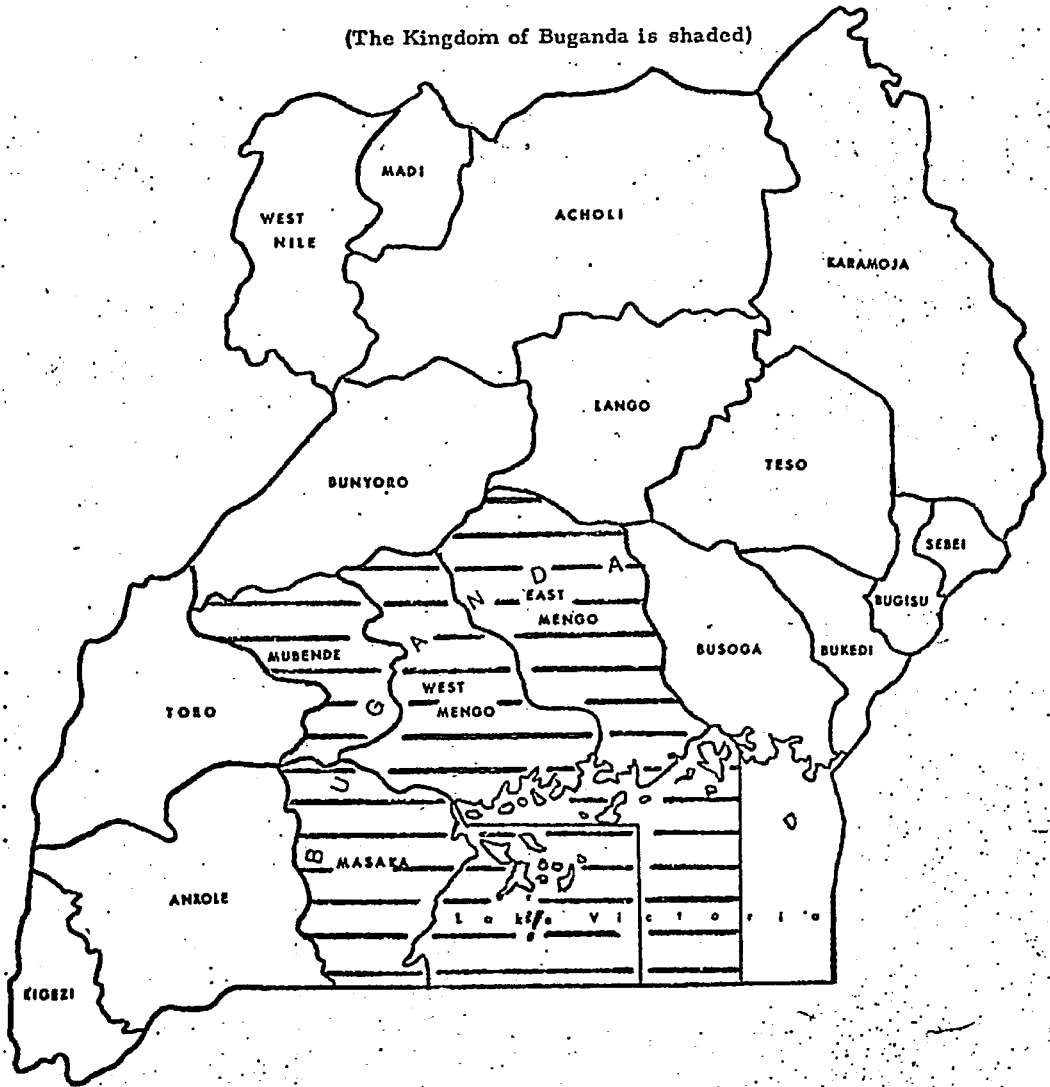 (The Kingdom of Buganda is shaded)
MADI
WEST
NILE
ACHOLI
KARAMOJA
LANGO
TESO
BUNYORO
SEBEI
BUGISU
BUKEDI
BUSOGA
BUGANDA
EAST
MENGO
MUBENDE
WEST
MENGO
TORO
MASAKA
ANKOLE
Lake Victoria
KIGEZI